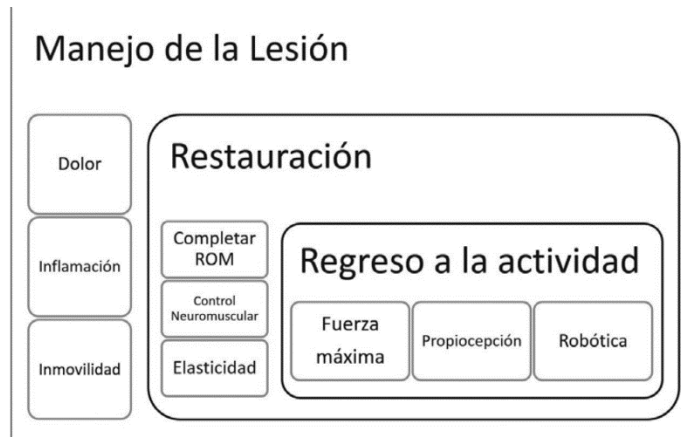 Manejo de la Lesión
Dolor
Inflamación
Inmovilidad
Restauración
Completar
ROM
Control
Neuromuscular
Elasticidad
Regreso a la actividad
Fuerza
máxima
Propiocepción
Robótica